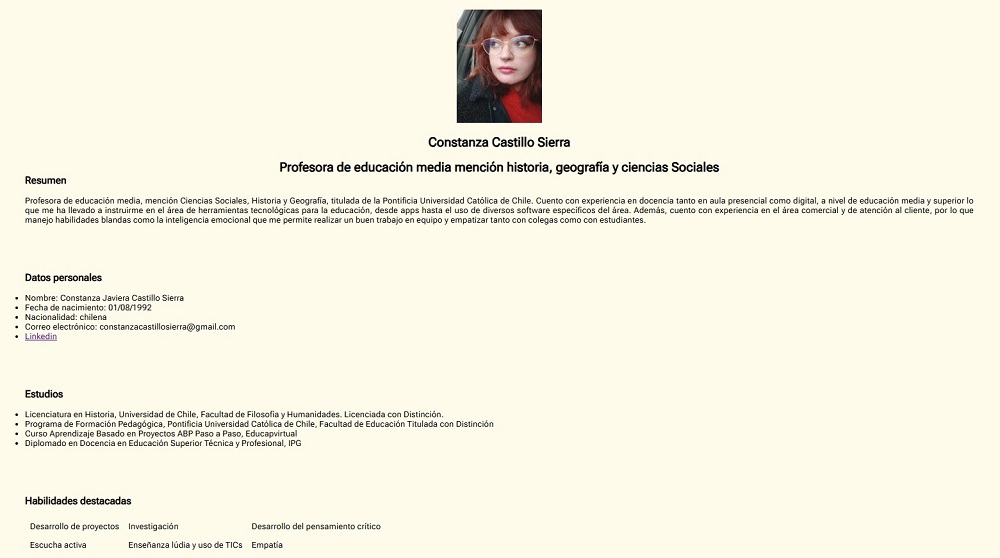 Constanza Castillo Sierra
Profesora de educación media mención historia, geografía y ciencias Sociales
Resumen
Profesora de educación media, mención Ciencias Sociales, Historia y Geografía, titulada de la Pontificia Universidad Católica de Chile. Cuento con experiencia en docencia tanto en aula presencial como digital, a nivel de educación media y superior lo
que me ha llevado a instruirme en el área de herramientas tecnológicas para la educación, desde apps hasta el uso de diversos software específicos del área. Además, cuento con experiencia en el área comercial y de atención al cliente, por lo que
manejo habilidades blandas como la inteligencia emocional que me permite realizar un buen trabajo en equipo y empatizar tanto con colegas como con estudiantes.
Datos personales
• Nombre: Constanza Javiera Castillo Sierra
• Fecha de nacimiento: 01/08/1992
• Nacionalidad: chilena
• Correo electrónico: constanzacastillosierra@gmail.com
• Linkedin
Estudios
• Licenciatura en Historia, Universidad de Chile, Facultad de Filosofía y Humanidades. Licenciada con Distinción.
• Programa de Formación Pedagógica, Pontificia Universidad Católica de Chile, Facultad de Educación Titulada con Distinción
• Curso Aprendizaje Basado en Proyectos ABP Paso a Paso, Educapvirtual
• Diplomado en Docencia en Educación Superior Técnica y Profesional, IPG
Habilidades destacadas
Desarrollo de proyectos Investigación Desarrollo del pensamiento crítico
Escucha activa Enseñanza lúdia y uso de TICs Empatía